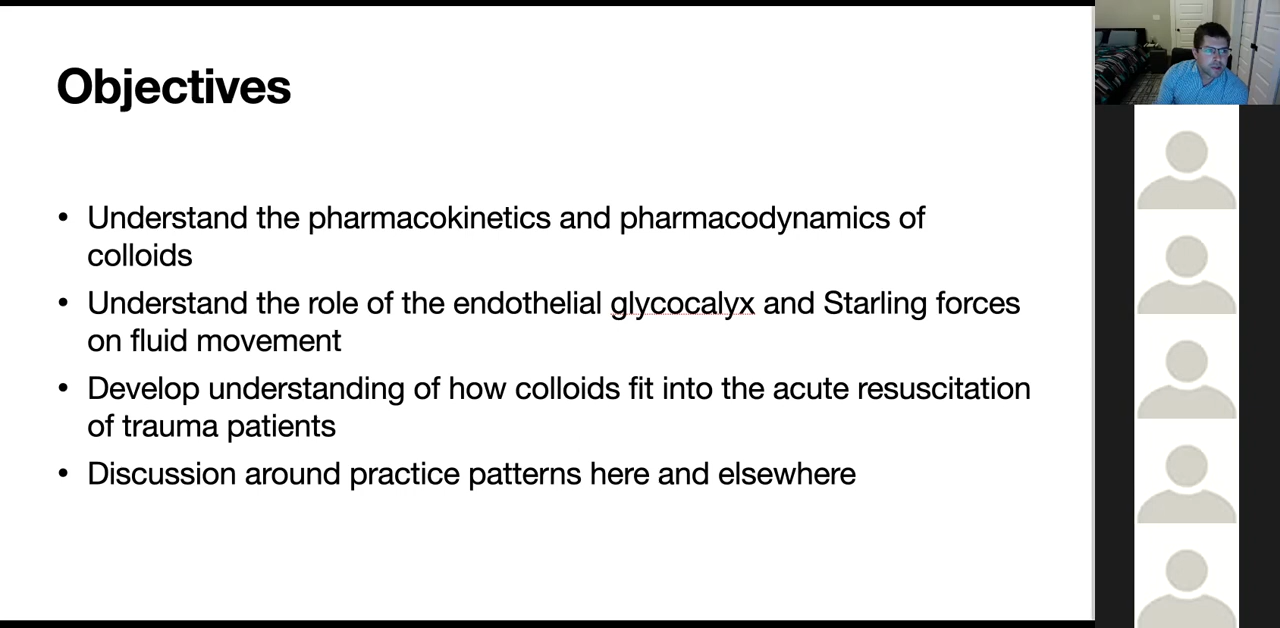 Objectives
• Understand the pharmacokinetics and pharmacodynamics of
colloids
• Understand the role of the endothelial glycocalyx and Starling forces
on fluid movement
• Develop understanding of how colloids fit into the acute resuscitation
of trauma patients
• Discussion around practice patterns here and elsewhere